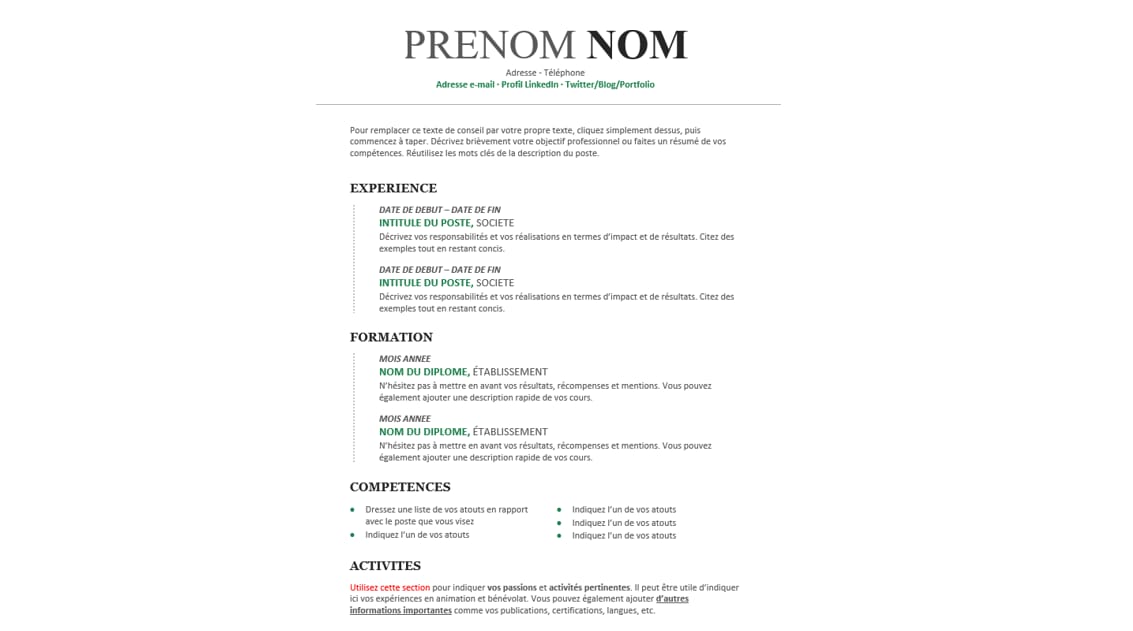 PRENOM NOM
Adresse - Téléphone
Adresse e-mail · Profil LinkedIn · Twitter/Blog/Portfolio
Pour remplacer ce texte de conseil par votre propre texte, cliquez simplement dessus, puis
commencez à taper. Décrivez brièvement votre objectif professionnel ou faites un résumé de vos
compétences. Réutilisez les mots clés de la description du poste.
EXPERIENCE
DATE DE DEBUT – DATE DE FIN
INTITULE DU POSTE, SOCIETE
Décrivez vos responsabilités et vos réalisations en termes d'impact et de résultats. Citez des
exemples tout en restant concis.
DATE DE DEBUT – DATE DE FIN
INTITULE DU POSTE, SOCIETE
Décrivez vos responsabilités et vos réalisations en termes d'impact et de résultats. Citez des
exemples tout en restant concis.
FORMATION
MOIS ANNEE
NOM DU DIPLOME, ÉTABLISSEMENT
N'hésitez pas à mettre en avant vos résultats, récompenses et mentions. Vous pouvez
également ajouter une description rapide de vos cours.
MOIS ANNEE
NOM DU DIPLOME, ÉTABLISSEMENT
N'hésitez pas à mettre en avant vos résultats, récompenses et mentions. Vous pouvez
également ajouter une description rapide de vos cours.
COMPETENCES
• Dressez une liste de vos atouts en rapport
avec le poste que vous visez
• Indiquez l'un de vos atouts
• Indiquez l'un de vos atouts
• Indiquez l'un de vos atouts
• Indiquez l'un de vos atouts
ACTIVITES
Utilisez cette section pour indiquer vos passions et activités pertinentes. Il peut être utile d'indiquer
ici vos expériences en animation et bénévolat. Vous pouvez également ajouter d'autres
informations importantes comme vos publications, certifications, langues, etc.